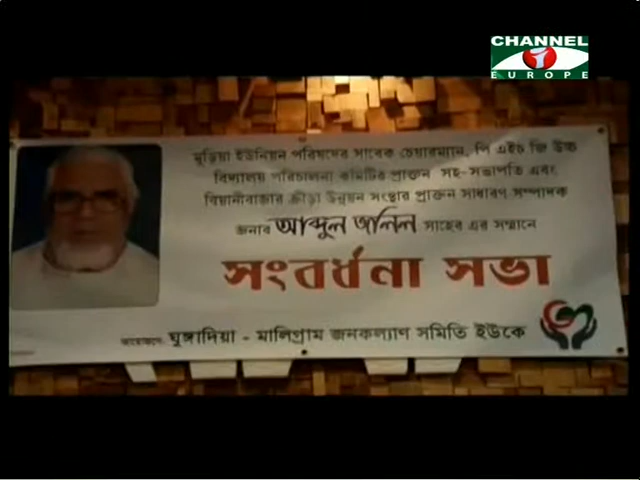 CHANNEL
i
EUROPE
মুড়িয়া ইউনিয়ন পরিষদের সাবেক চেয়ারম্যান, পি এইচ জি উচ্চ
বিদ্যালয় পরিচালনা কমিটির প্রাক্তন সহ-সভাপতি এবং
বিয়ানীবাজার ক্রীড়া উন্নয়ন সংস্থার প্রাক্তন সাধারণ সম্পাদক
জনাব আব্দুল জলিল সাহেব এর সম্মানে
সংবর্ধনা সভা
আয়োজনে: ঘুঙ্গাদিয়া - মালিগ্রাম জনকল্যাণ সমিতি ইউকে